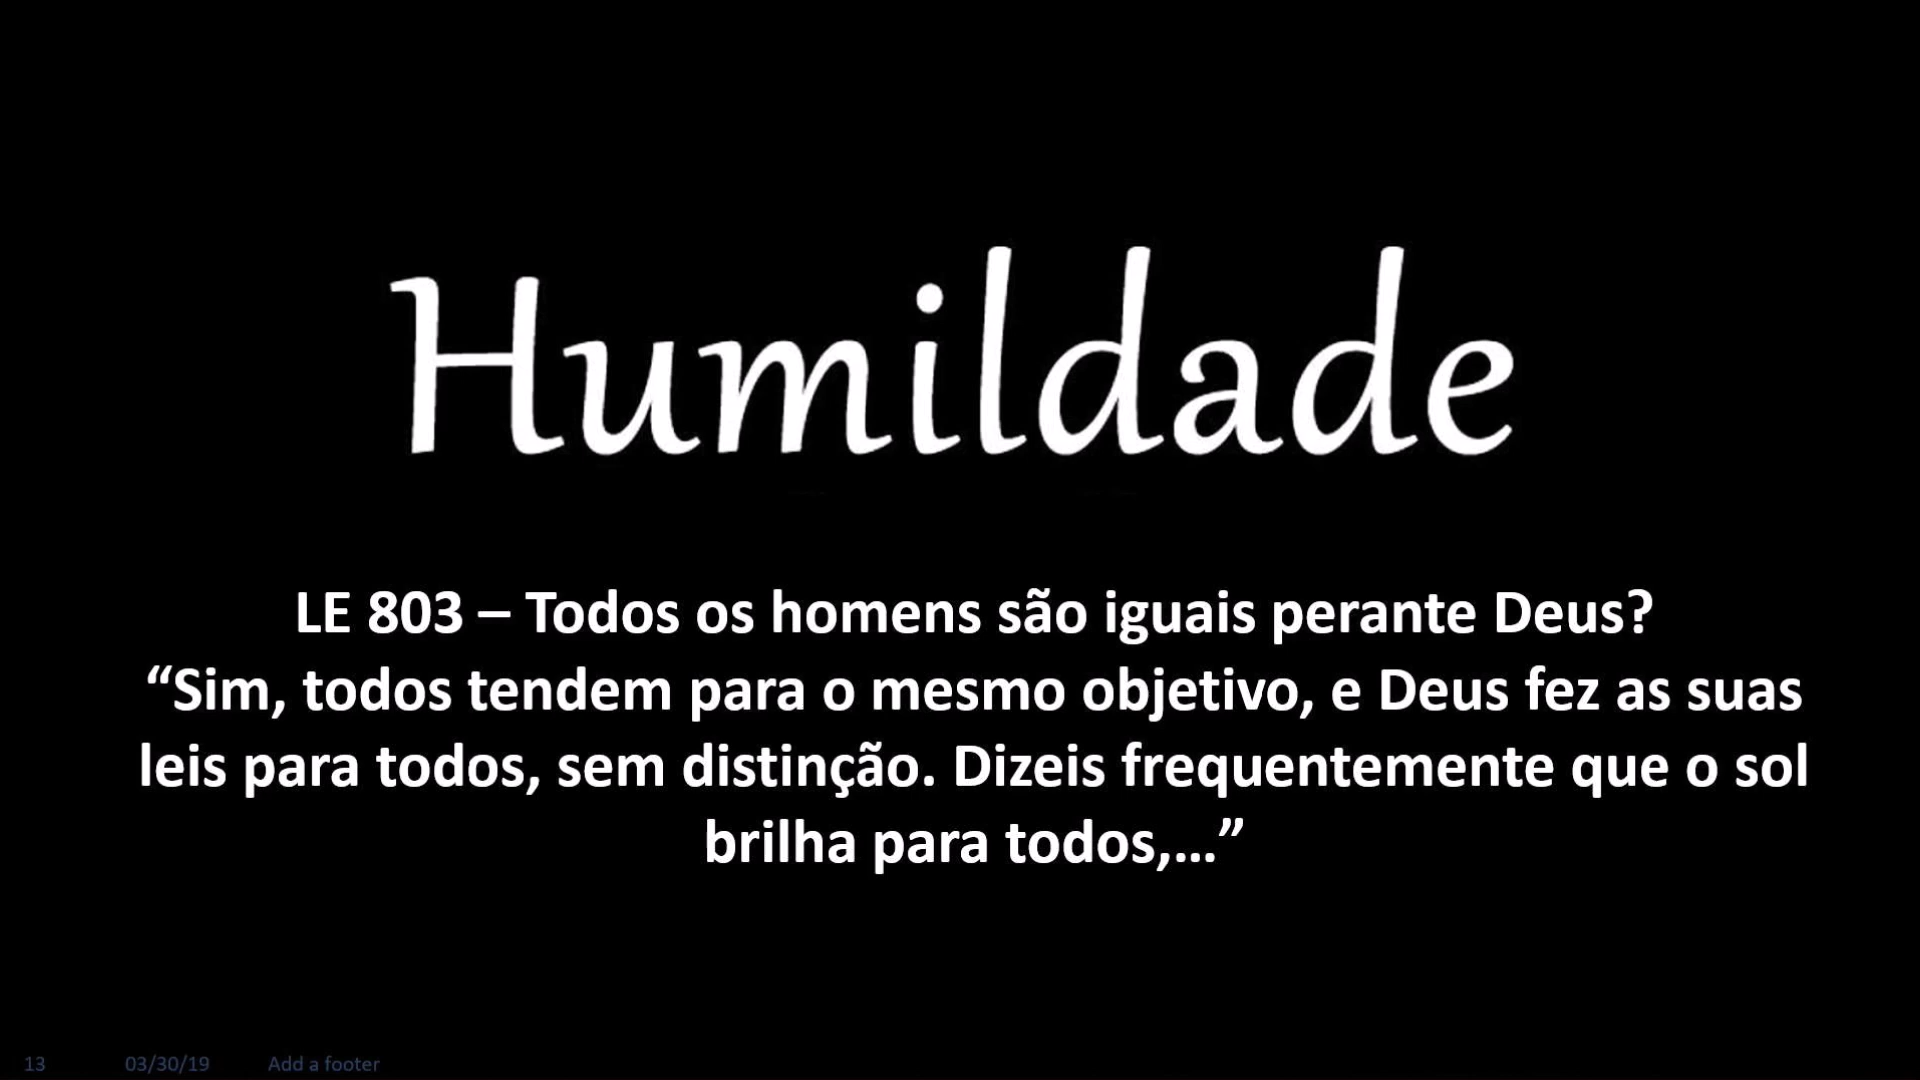 Humildade
LE 803 – Todos os homens são iguais perante Deus?
“Sim, todos tendem para o mesmo objetivo, e Deus fez as suas
leis para todos, sem distinção. Dizeis frequentemente que o sol
brilha para todos,...”
13 03/30/19 Add a footer